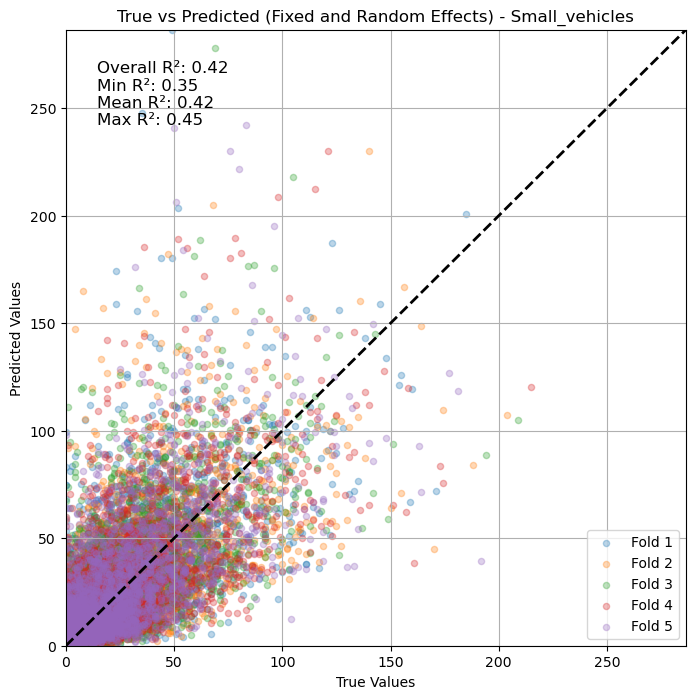 True vs Predicted (Fixed and Random Effects) - Small_vehicles
Overall R²: 0.42
Min R²: 0.35
Mean R²: 0.42
Max R²: 0.45
Predicted Values
250
200
150
100
50
0
0 50 100 150 200 250
True Values
Fold 1
Fold 2
Fold 3
Fold 4
Fold 5